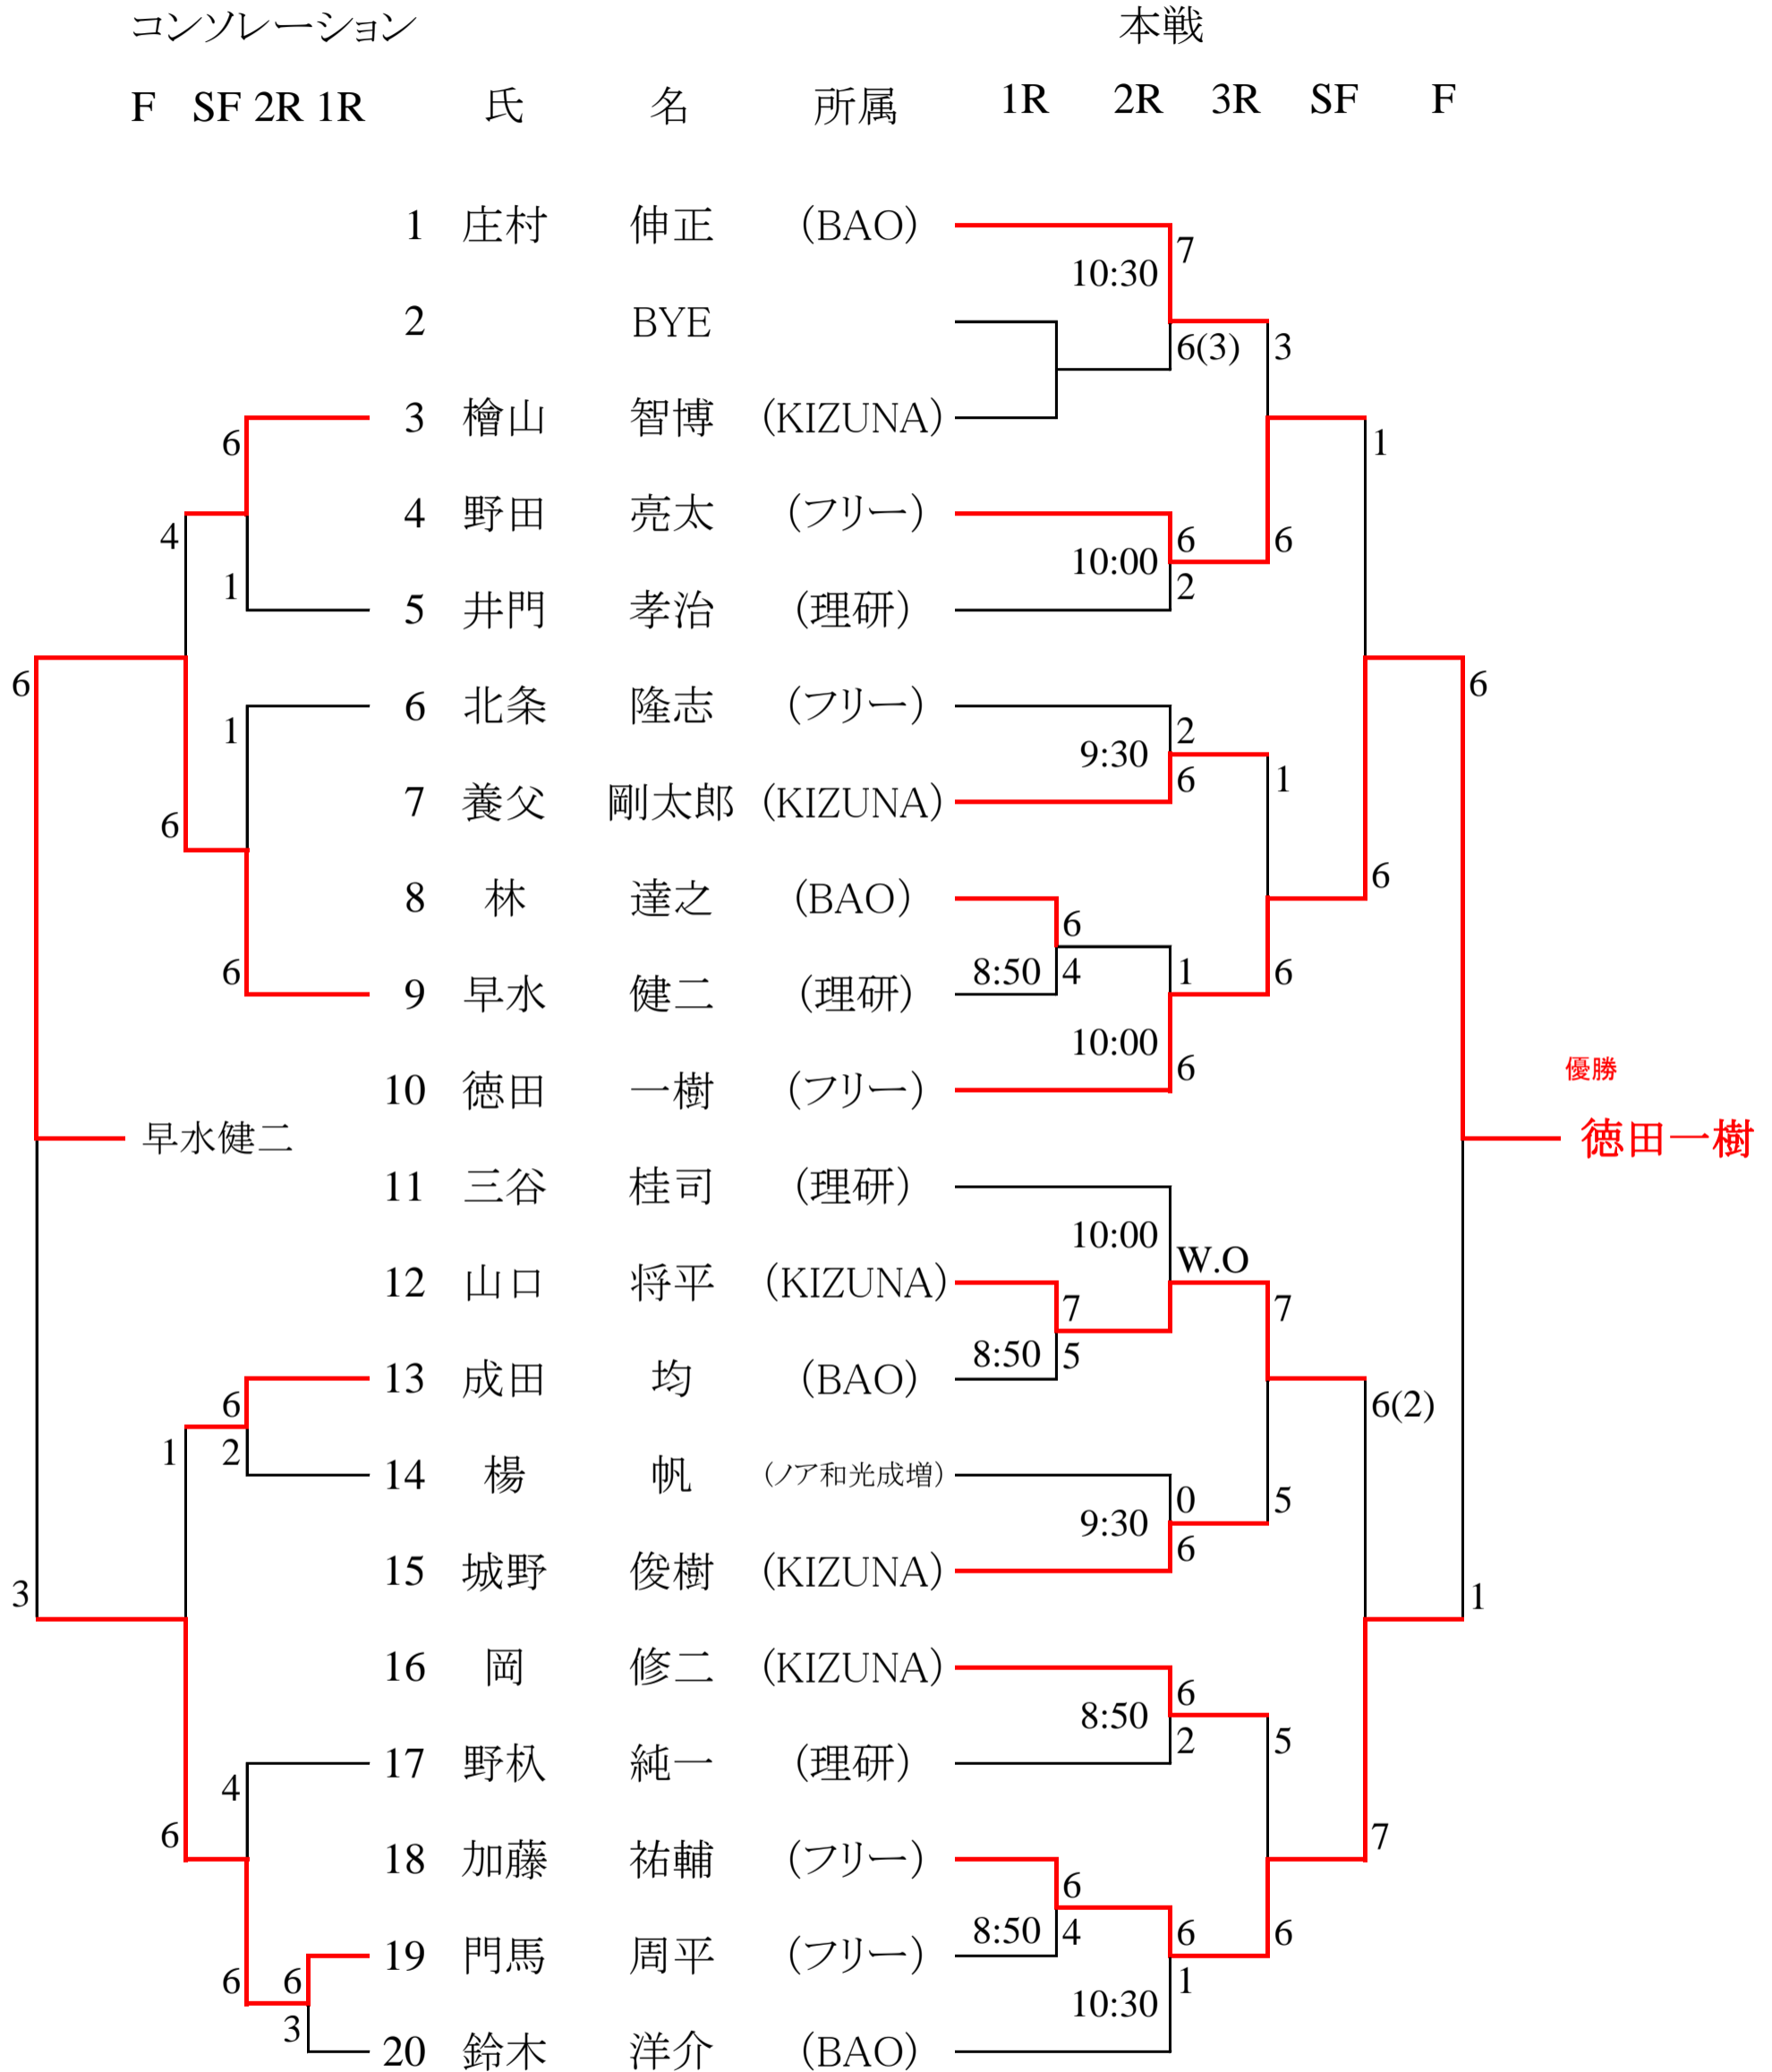 コンソレーション 本戦
F SF 2R 1R 氏 名 所属 1R 2R 3R SF F
1 庄村 伸正 (BAO) 7
10:30
2 BYE 6(3) 3
3 檜山 智博 (KIZUNA) 1
6
4 野田 亮太 (フリー) 6 6
4 10:00
1 5 井門 孝治 (理研) 2
6 6 北条 隆志 (フリー) 2 6
1 9:30
7 養父 剛太郎 (KIZUNA) 6 1
6 6
8 林 達之 (BAO) 6
6 9 早水 健二 (理研) 8:50 4 1 6
10:00
10 徳田 一樹 (フリー) 6 優勝
早水健二 徳田一樹
11 三谷 桂司 (理研)
10:00 W.O
12 山口 将平 (KIZUNA) 7 7
8:50 5
13 成田 均 (BAO) 6(2)
6
1 2 14 楊 帆 (ノア和光成増) 0 5
9:30
15 城野 俊樹 (KIZUNA) 6
3 1
16 岡 修二 (KIZUNA) 6
8:50
17 野杁 純一 (理研) 2 5
4
6 7
18 加藤 祐輔 (フリー) 6
19 門馬 周平 (フリー) 8:50 4 6 6
6 6 1
3 10:30
20 鈴木 洋介 (BAO)